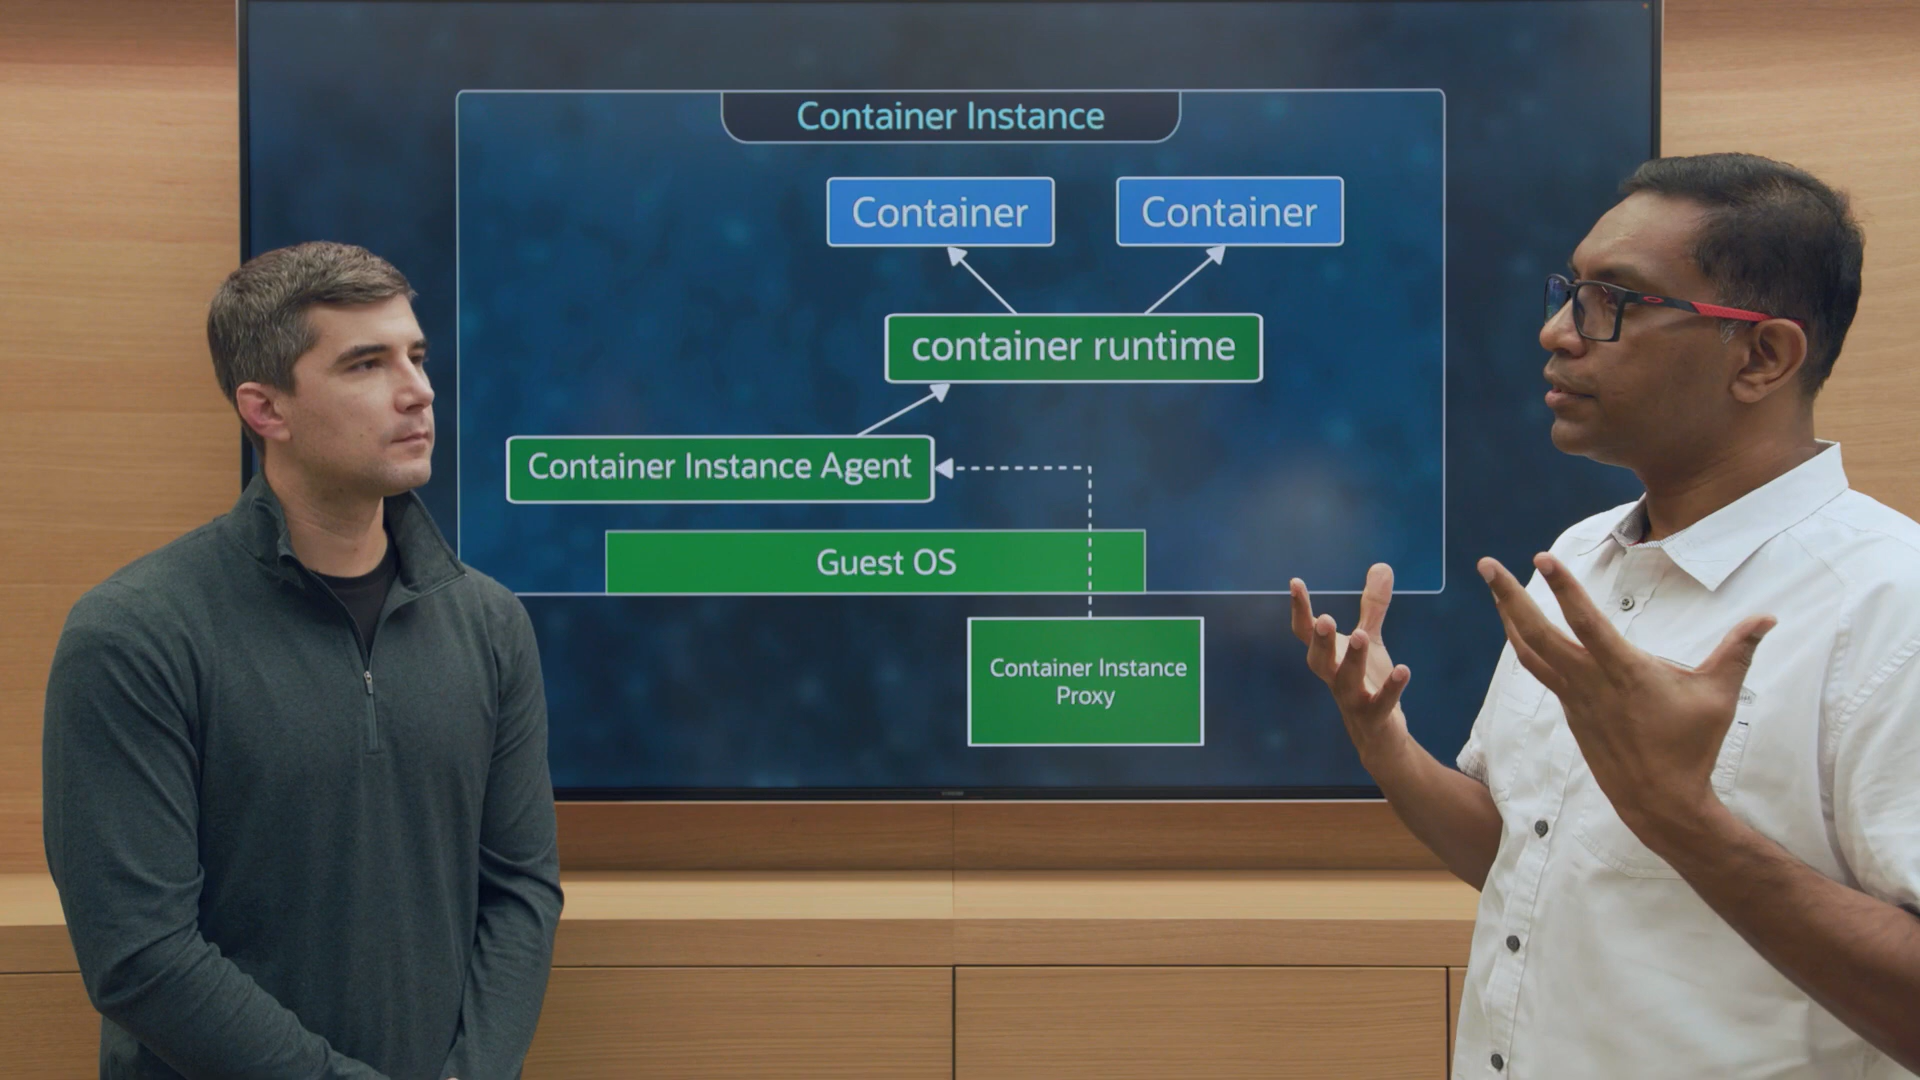 Container Instance
Container
Container
container runtime
Container Instance Agent
Guest OS
Container Instance
Proxy